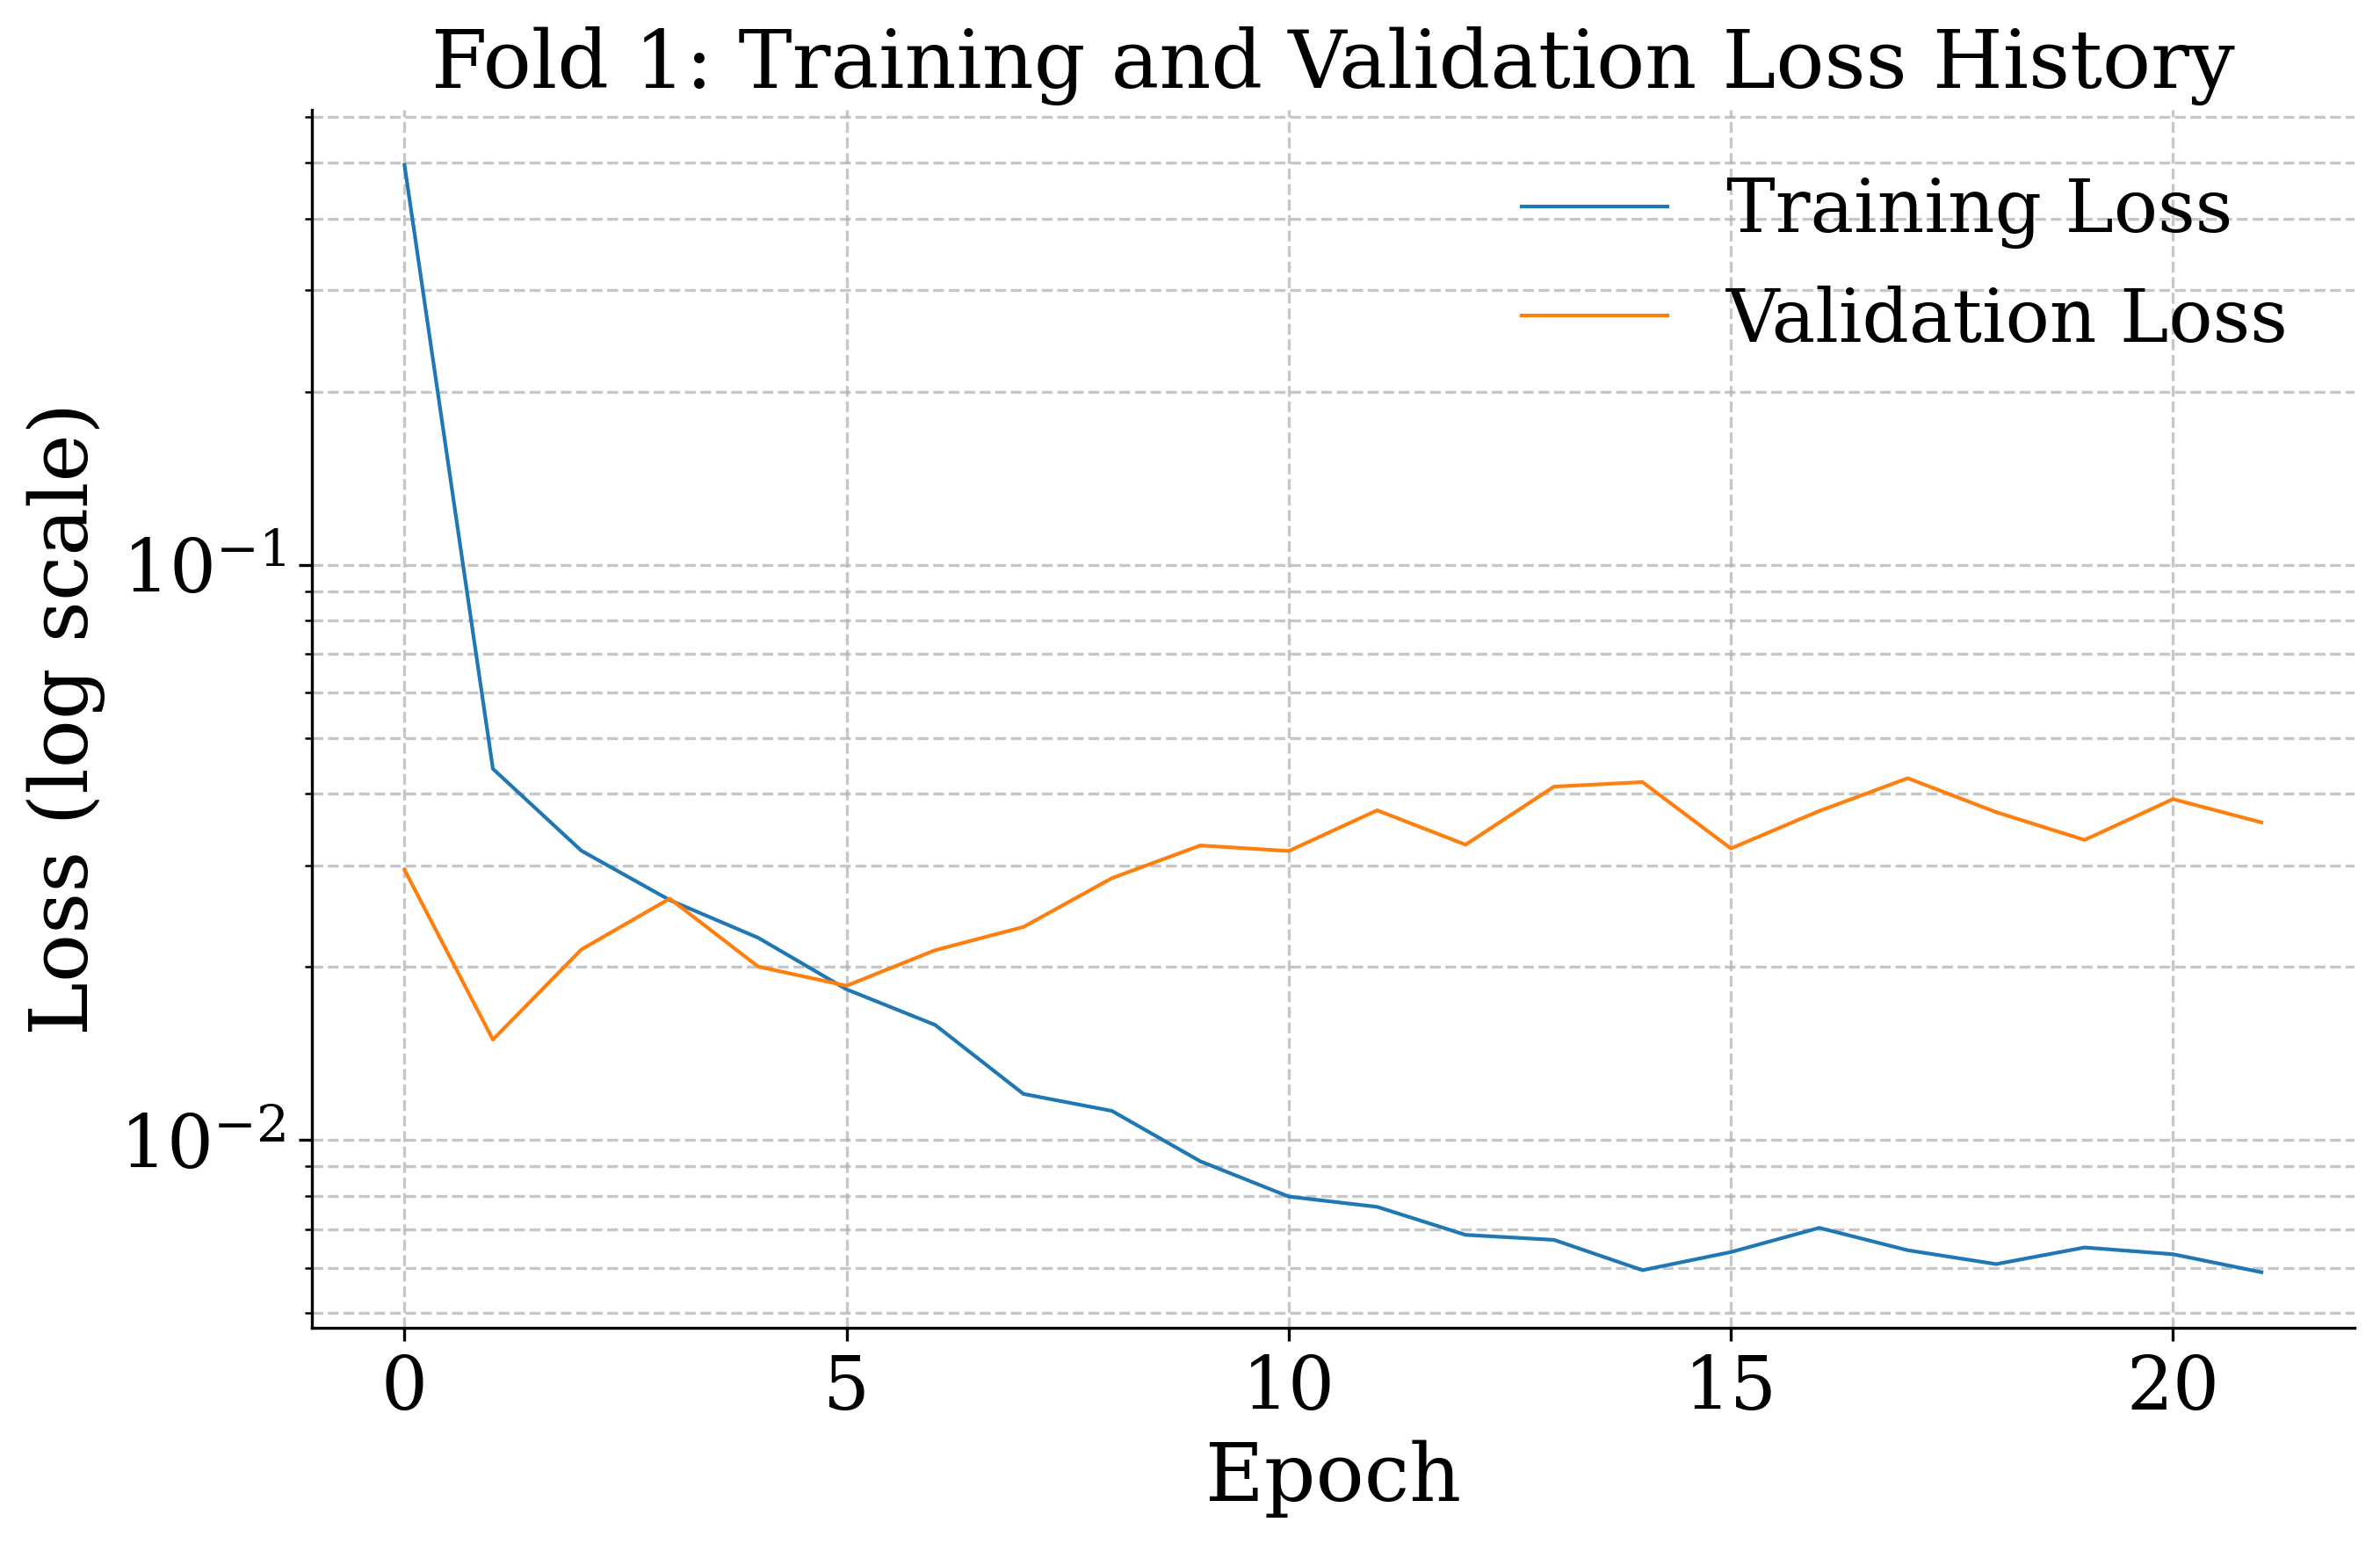 Fold 1: Training and Validation Loss History
Training Loss
Validation Loss
Loss (log scale)
10⁻¹
10⁻²
0 5 10 15 20
Epoch